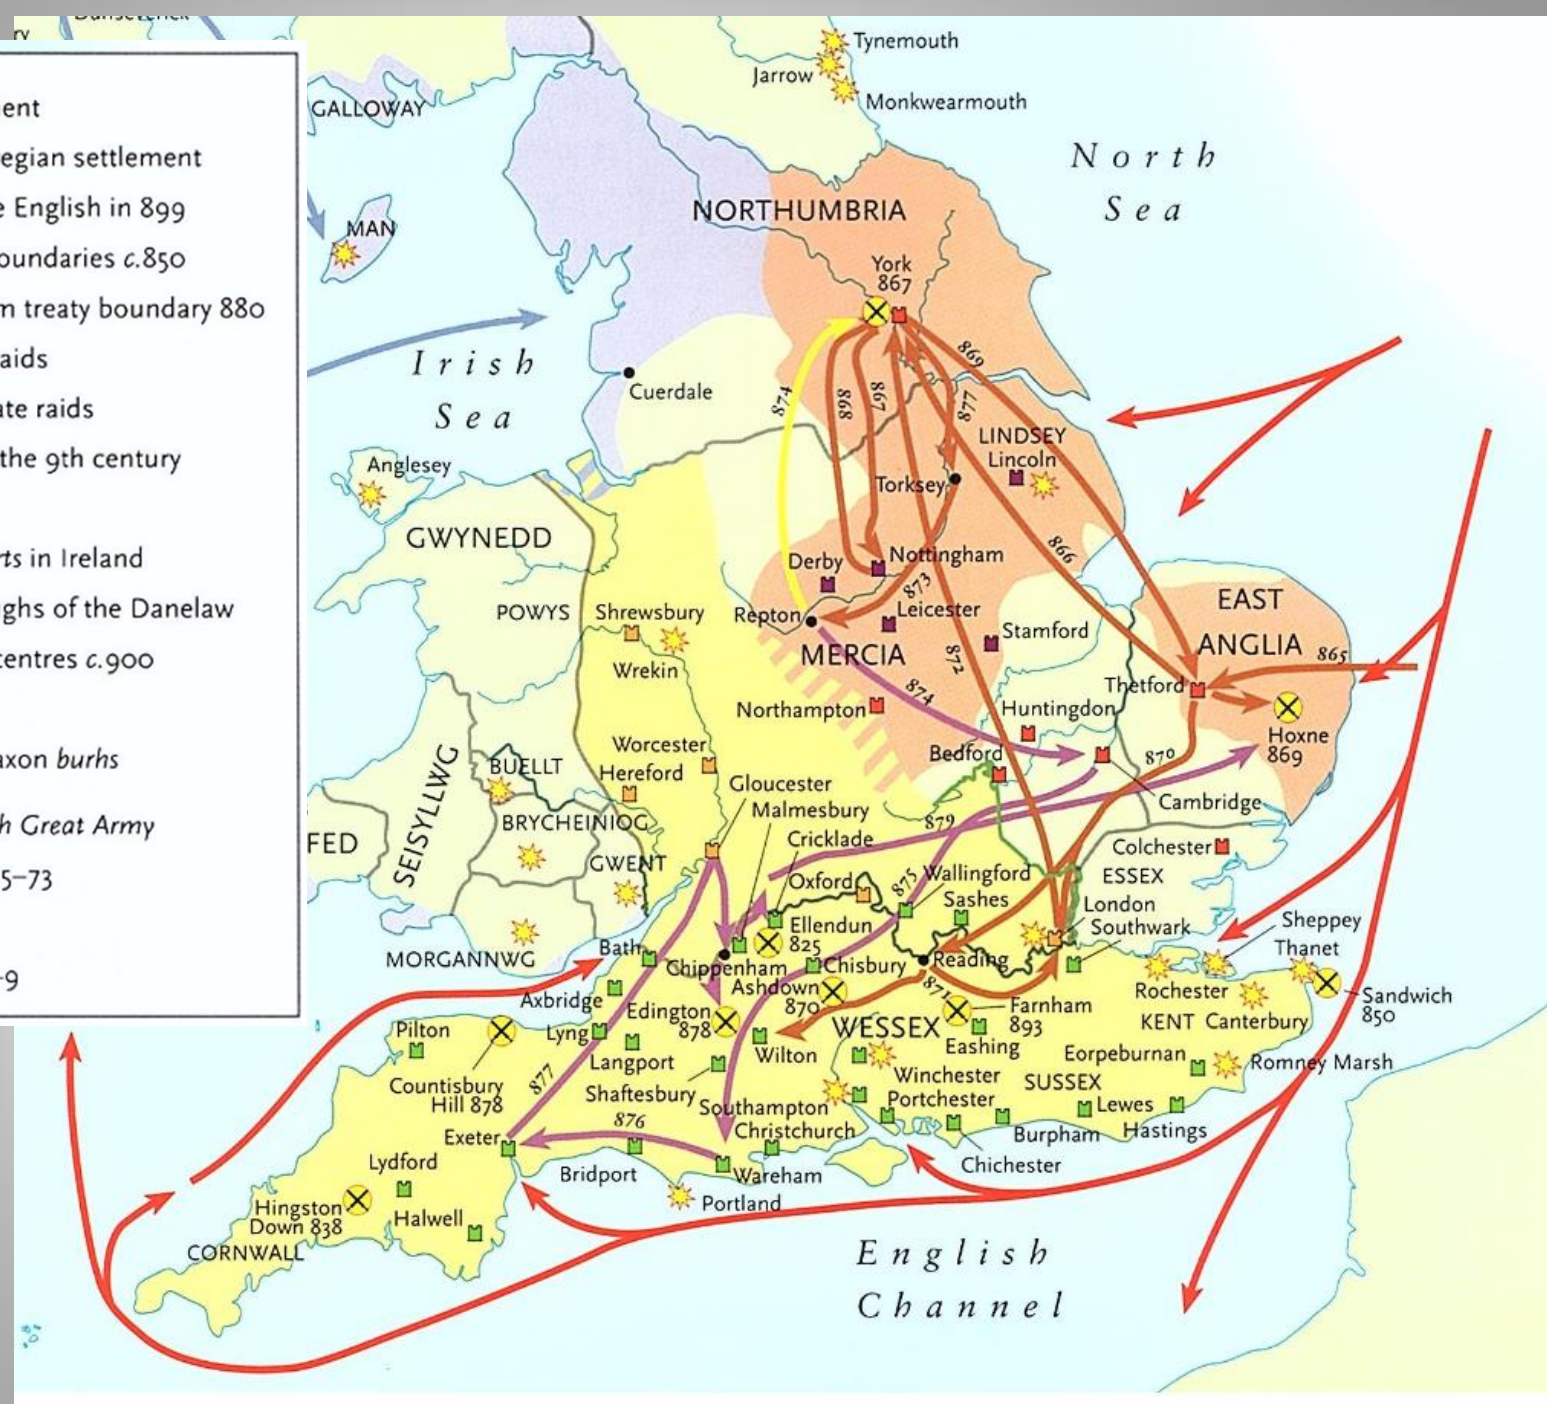 Dunseverick
ry
ent
egian settlement
e English in 899
oundaries c.850
m treaty boundary 880
aids
ate raids
the 9th century
rts in Ireland
ghs of the Danelaw
centres c.900
axon burhs
h Great Army
5–73
-9
GALLOWAY
MAN
Tynemouth
Jarrow
Monkwearmouth
North
Sea
NORTHUMBRIA
York
867
Irish
Sea
Cuerdale
874
868
867
869
877
LINDSEY
Lincoln
Torksey
Anglesey
GWYNEDD
866
Derby
Nottingham
873
POWYS
Shrewsbury
Repton
Leicester
Stamford
EAST
ANGLIA
865
Wrekin
MERCIA
872
874
Thetford
Northampton
Huntingdon
Hoxne
869
Worcester
Hereford
Bedford
870
Cambridge
SEISYLLWG
BUELLT
Gloucester
Malmesbury
Cricklade
879
BRYCHEINIOG
FED
GWENT
Colchester
ESSEX
Oxford
875
Wallingford
Sashes
London
Southwark
Sheppey
Thanet
MORGANNWG
Bath
Ellendun
825
Chippenham
Chisbury
Reading
Ashdown
870
871
Axbridge
Edington
878
Farnham
893
Rochester
Sandwich
850
KENT
Canterbury
Pilton
Lyng
Langport
Wilton
WESSEX
Eashing
Eorpeburnan
Romney Marsh
Countisbury
Hill 878
877
Shaftesbury
Winchester
SUSSEX
Southampton
Portchester
Lewes
Hastings
876
Christchurch
Burpham
Exeter
Chichester
Lydford
Bridport
Wareham
Portland
Hingston
Down 838
Halwell
CORNWALL
English
Channel